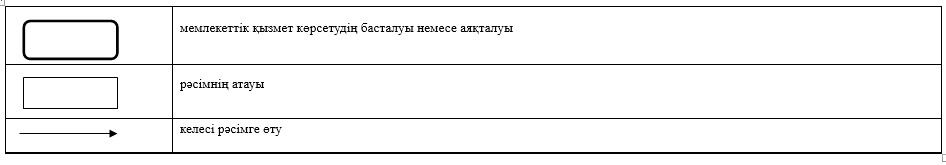 мемлекеттік қызмет көрсетудің басталуы немесе аяқталуы
рәсімнің атауы
келесі рәсімге өту